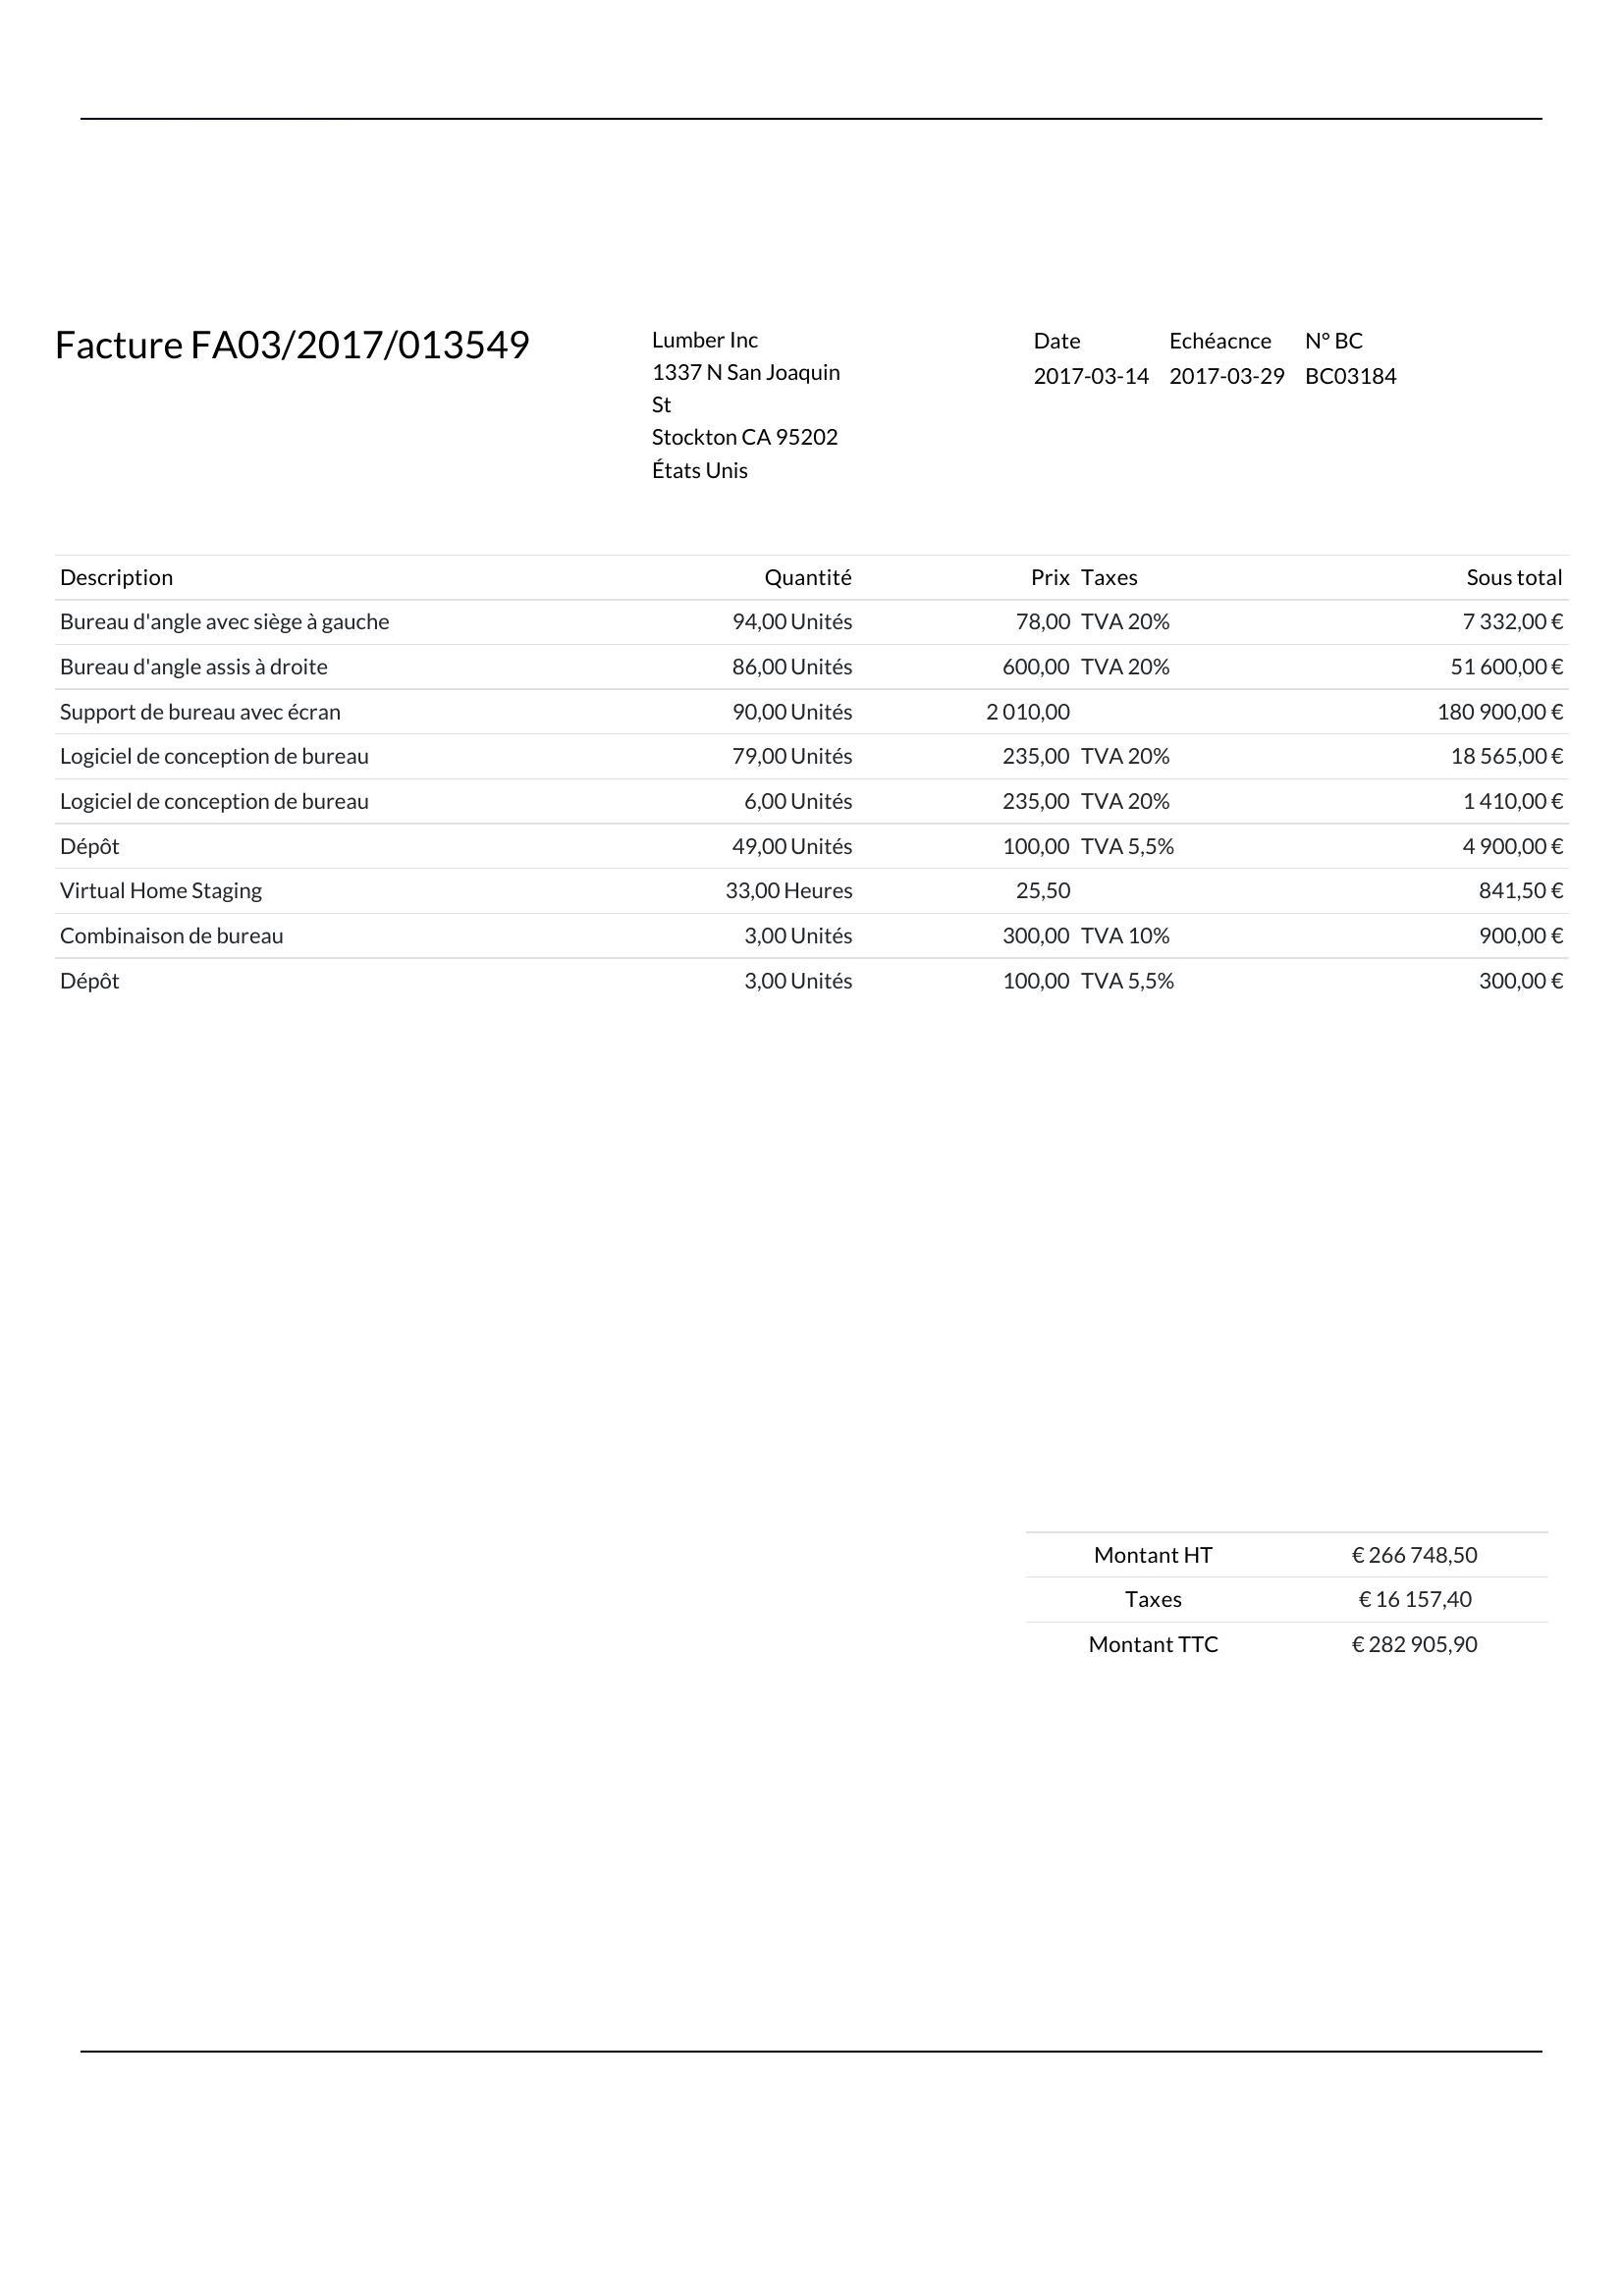 Facture FA03/2017/013549
Lumber Inc
1337 N San Joaquin
St
Stockton CA 95202
États Unis
Date Echéacnce N° BC
2017-03-14 2017-03-29 BC03184
Description Quantité Prix Taxes Sous total
Bureau d'angle avec siège à gauche 94,00 Unités 78,00 TVA 20% 7 332,00 €
Bureau d'angle assis à droite 86,00 Unités 600,00 TVA 20% 51 600,00 €
Support de bureau avec écran 90,00 Unités 2 010,00 180 900,00 €
Logiciel de conception de bureau 79,00 Unités 235,00 TVA 20% 18 565,00 €
Logiciel de conception de bureau 6,00 Unités 235,00 TVA 20% 1 410,00 €
Dépôt 49,00 Unités 100,00 TVA 5,5% 4 900,00 €
Virtual Home Staging 33,00 Heures 25,50 841,50 €
Combinaison de bureau 3,00 Unités 300,00 TVA 10% 900,00 €
Dépôt 3,00 Unités 100,00 TVA 5,5% 300,00 €
Montant HT € 266 748,50
Taxes € 16 157,40
Montant TTC € 282 905,90